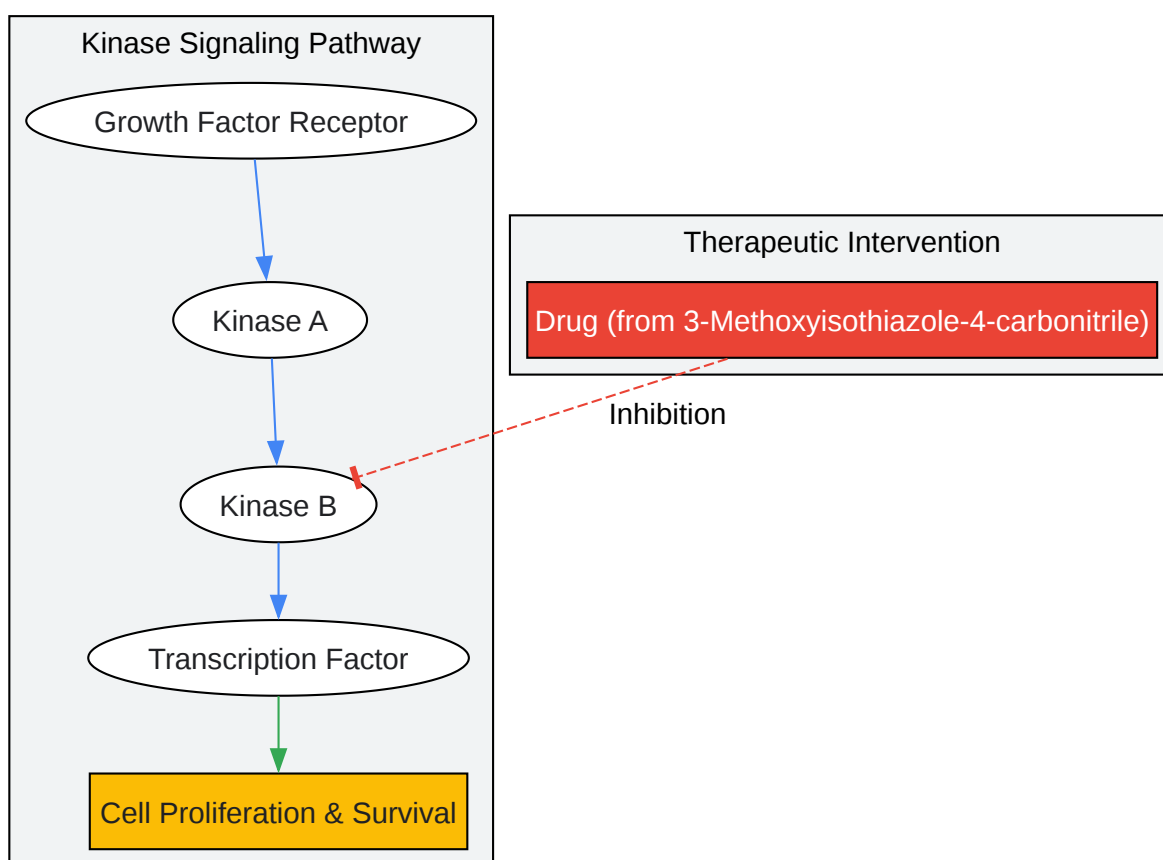 Kinase Signaling Pathway
Growth Factor Receptor
Therapeutic Intervention
Drug (from 3-Methoxyisothiazole-4-carbonitrile)
Kinase A
Inhibition
Kinase B
Transcription Factor
Cell Proliferation & Survival